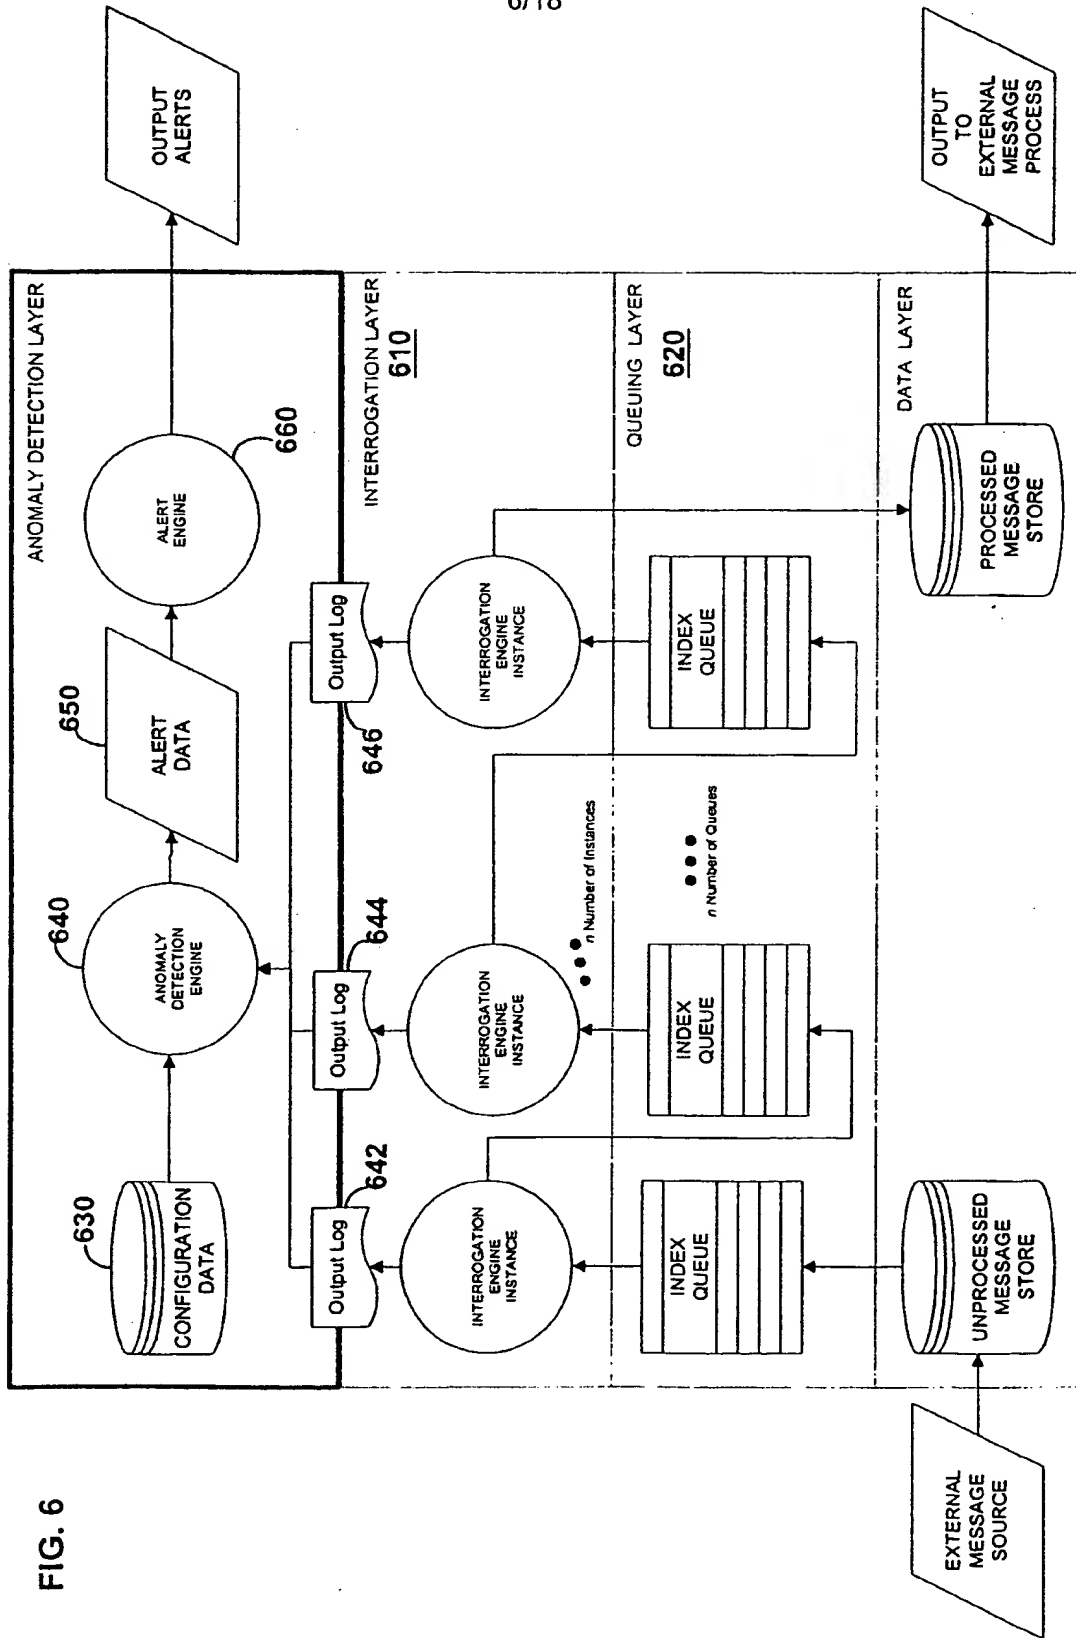 6/18
FIG. 6
ANOMALY DETECTION LAYER
630
CONFIGURATION
DATA
640
ANOMALY
DETECTION
ENGINE
650
ALERT
DATA
660
ALERT
ENGINE
OUTPUT
ALERTS
642
Output Log
644
Output Log
646
Output Log
INTERROGATION LAYER
610
INTERROGATION
ENGINE
INSTANCE
INTERROGATION
ENGINE
INSTANCE
n Number of Instances
INTERROGATION
ENGINE
INSTANCE
QUEUING LAYER
620
INDEX
QUEUE
INDEX
QUEUE
n Number of Queues
INDEX
QUEUE
DATA LAYER
EXTERNAL
MESSAGE
SOURCE
UNPROCESSED
MESSAGE
STORE
PROCESSED
MESSAGE
STORE
OUTPUT
TO
EXTERNAL
MESSAGE
PROCESS